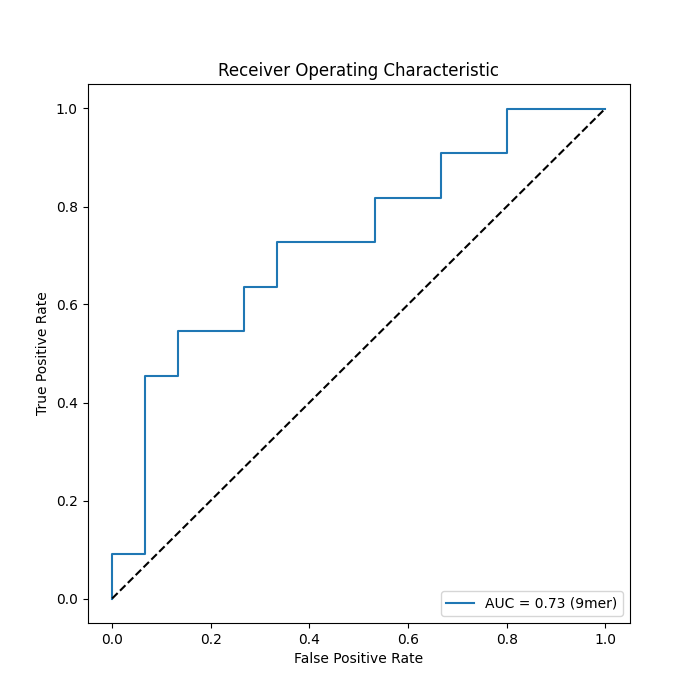 Receiver Operating Characteristic
1.0
0.8
0.6
0.4
0.2
0.0
True Positive Rate
AUC = 0.73 (9mer)
0.0 0.2 0.4 0.6 0.8 1.0
False Positive Rate